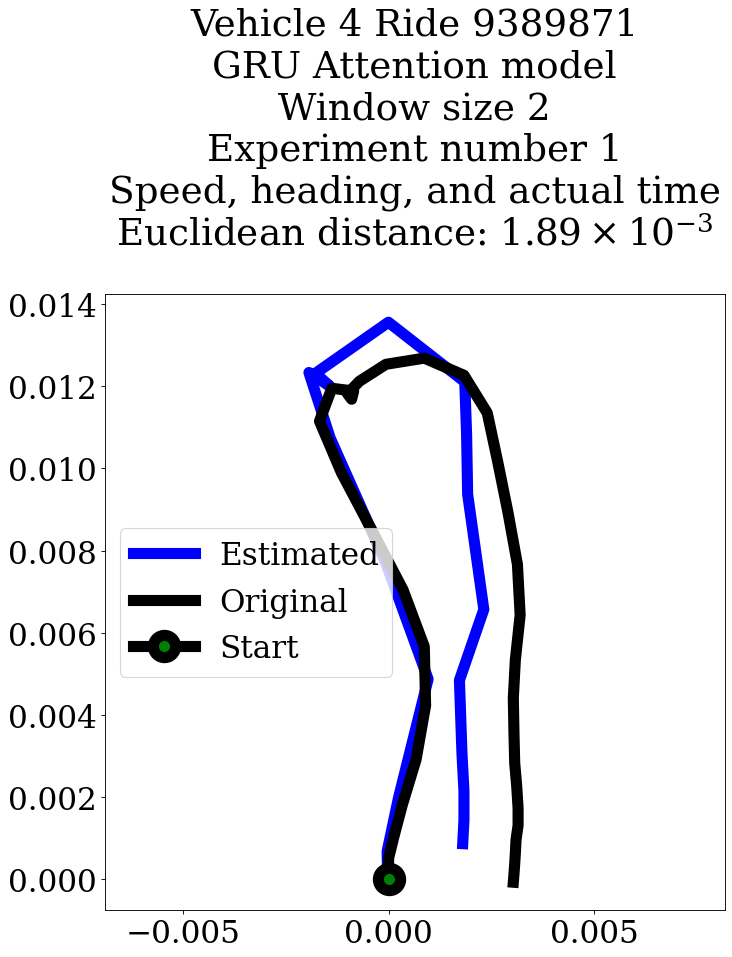 Vehicle 4 Ride 9389871
GRU Attention model
Window size 2
Experiment number 1
Speed, heading, and actual time
Euclidean distance: 1.89 × 10⁻³
0.014
0.012
0.010
0.008
0.006
0.004
0.002
0.000
Estimated
Original
Start
−0.005 0.000 0.005